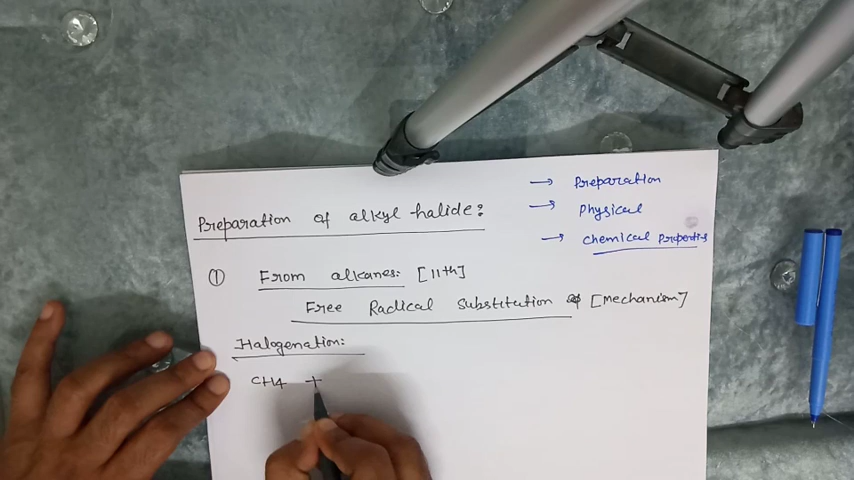 → Preparation
Preparation of alkyl halide:
→ Physical
→ chemical Properties
① From alkanes: [11th]
Free Radical Substitution [Mechanism]
Halogenation:
CH4 +